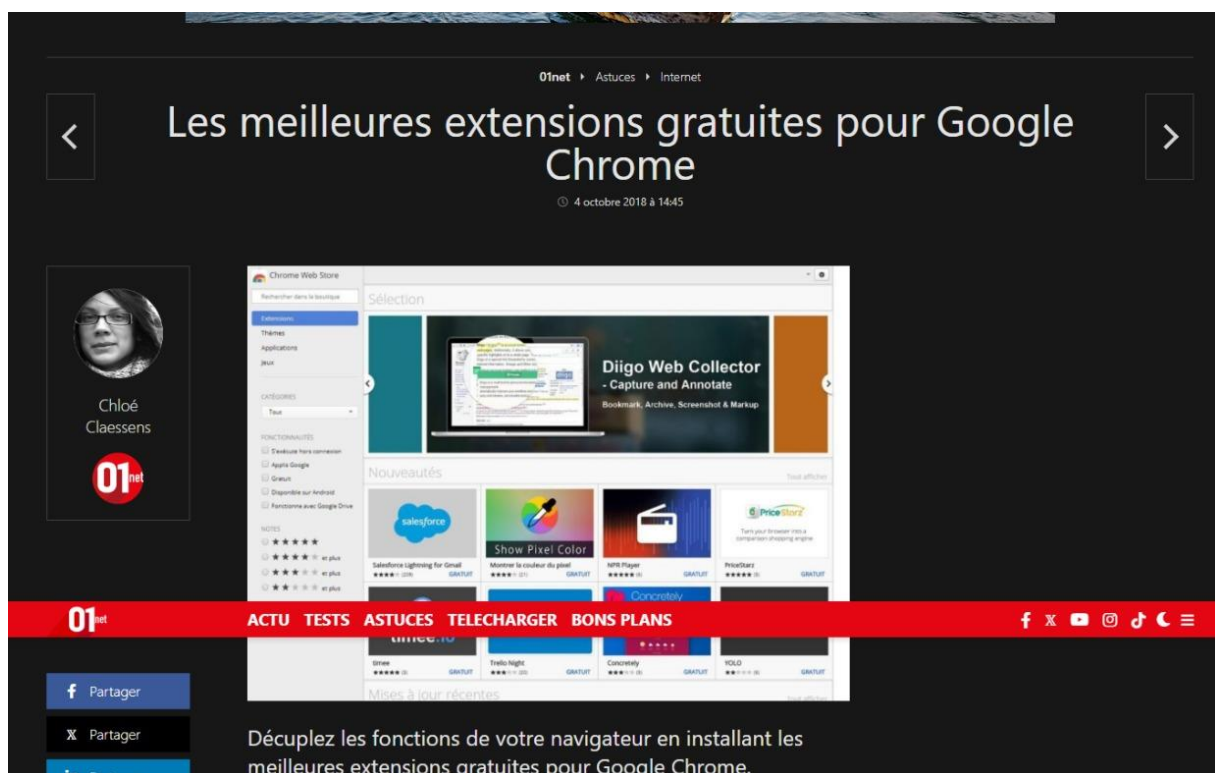 01net ▸ Astuces ▸ Internet
Les meilleures extensions gratuites pour Google
Chrome
4 octobre 2018 à 14:45
Chloé
Claessens
01net
Chrome Web Store
Rechercher dans la boutique
Extensions
Thèmes
Applications
Jeux
CATÉGORIES
Tous
FONCTIONNALITÉS
S'exécute hors connexion
Applis Google
Gratuit
Disponible sur Android
Fonctionne avec Google Drive
NOTES
et plus
et plus
et plus
Sélection
Diigo Web Collector
- Capture and Annotate
Bookmark, Archive, Screenshot & Markup
Nouveautés
Tout afficher
salesforce
Show Pixel Color
PriceStarz
Turn your browser into a
comparison shopping engine
Salesforce Lightning for Gmail
(209) GRATUIT
Montrer la couleur du pixel
(21) GRATUIT
NPR Player
(6) GRATUIT
PriceStarz
GRATUIT
Concretely
01net
ACTU TESTS ASTUCES TELECHARGER BONS PLANS
timee.io
timee
GRATUIT
Trello Night
GRATUIT
Concretely
GRATUIT
YOLO
GRATUIT
Mises à jour récentes
Tout afficher
Partager
Partager
Décuplez les fonctions de votre navigateur en installant les
meilleures extensions gratuites pour Google Chrome.